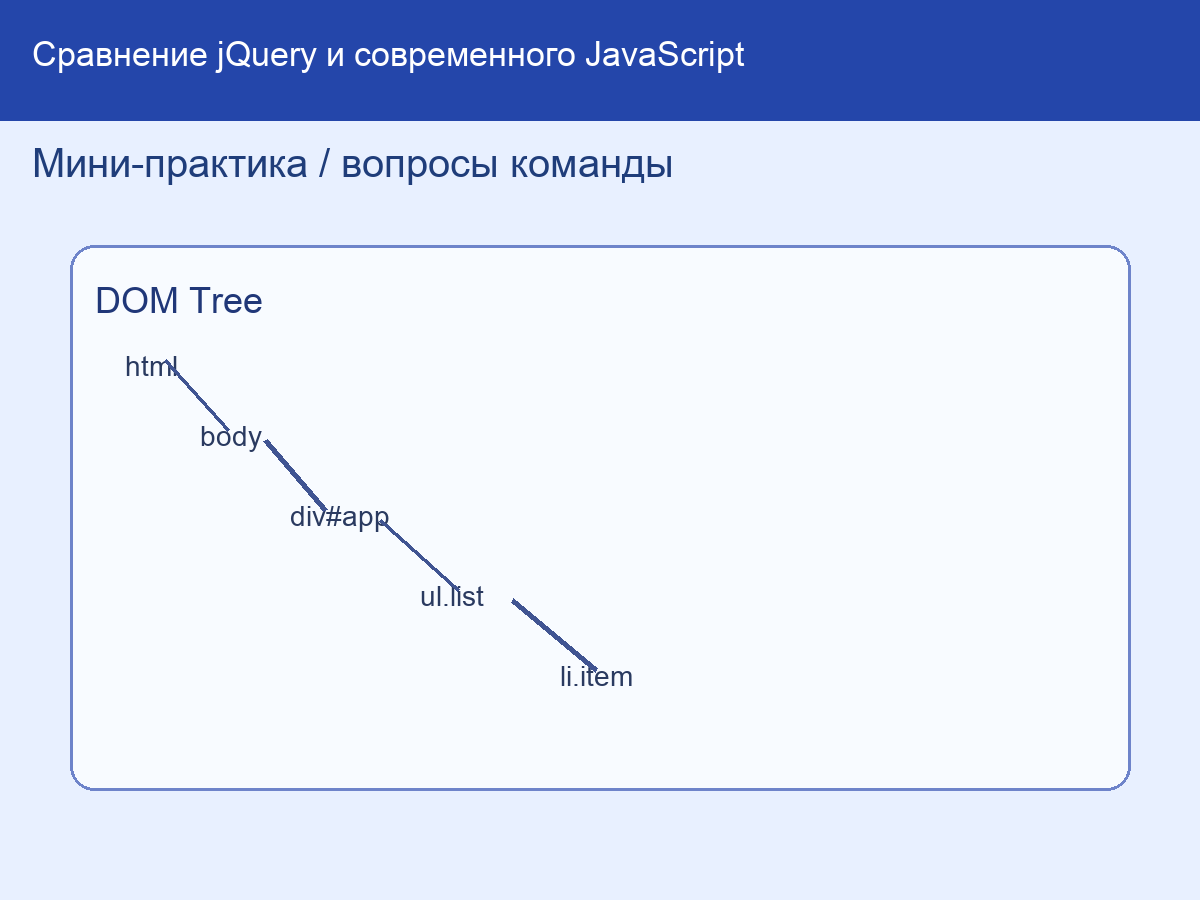 Сравнение jQuery и современного JavaScript
Мини-практика / вопросы команды
DOM Tree
html
body
div#app
ul.list
li.item